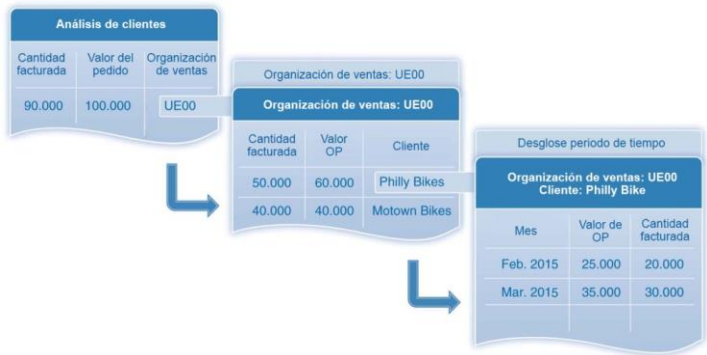 Análisis de clientes
Cantidad facturada Valor del pedido Organización de ventas
90.000 100.000 UE00
Organización de ventas: UE00
Organización de ventas: UE00
Cantidad facturada Valor OP Cliente
50.000 60.000 Philly Bikes
40.000 40.000 Motown Bikes
Desglose periodo de tiempo
Organización de ventas: UE00
Cliente: Philly Bike
Mes Valor de OP Cantidad facturada
Feb. 2015 25.000 20.000
Mar. 2015 35.000 30.000